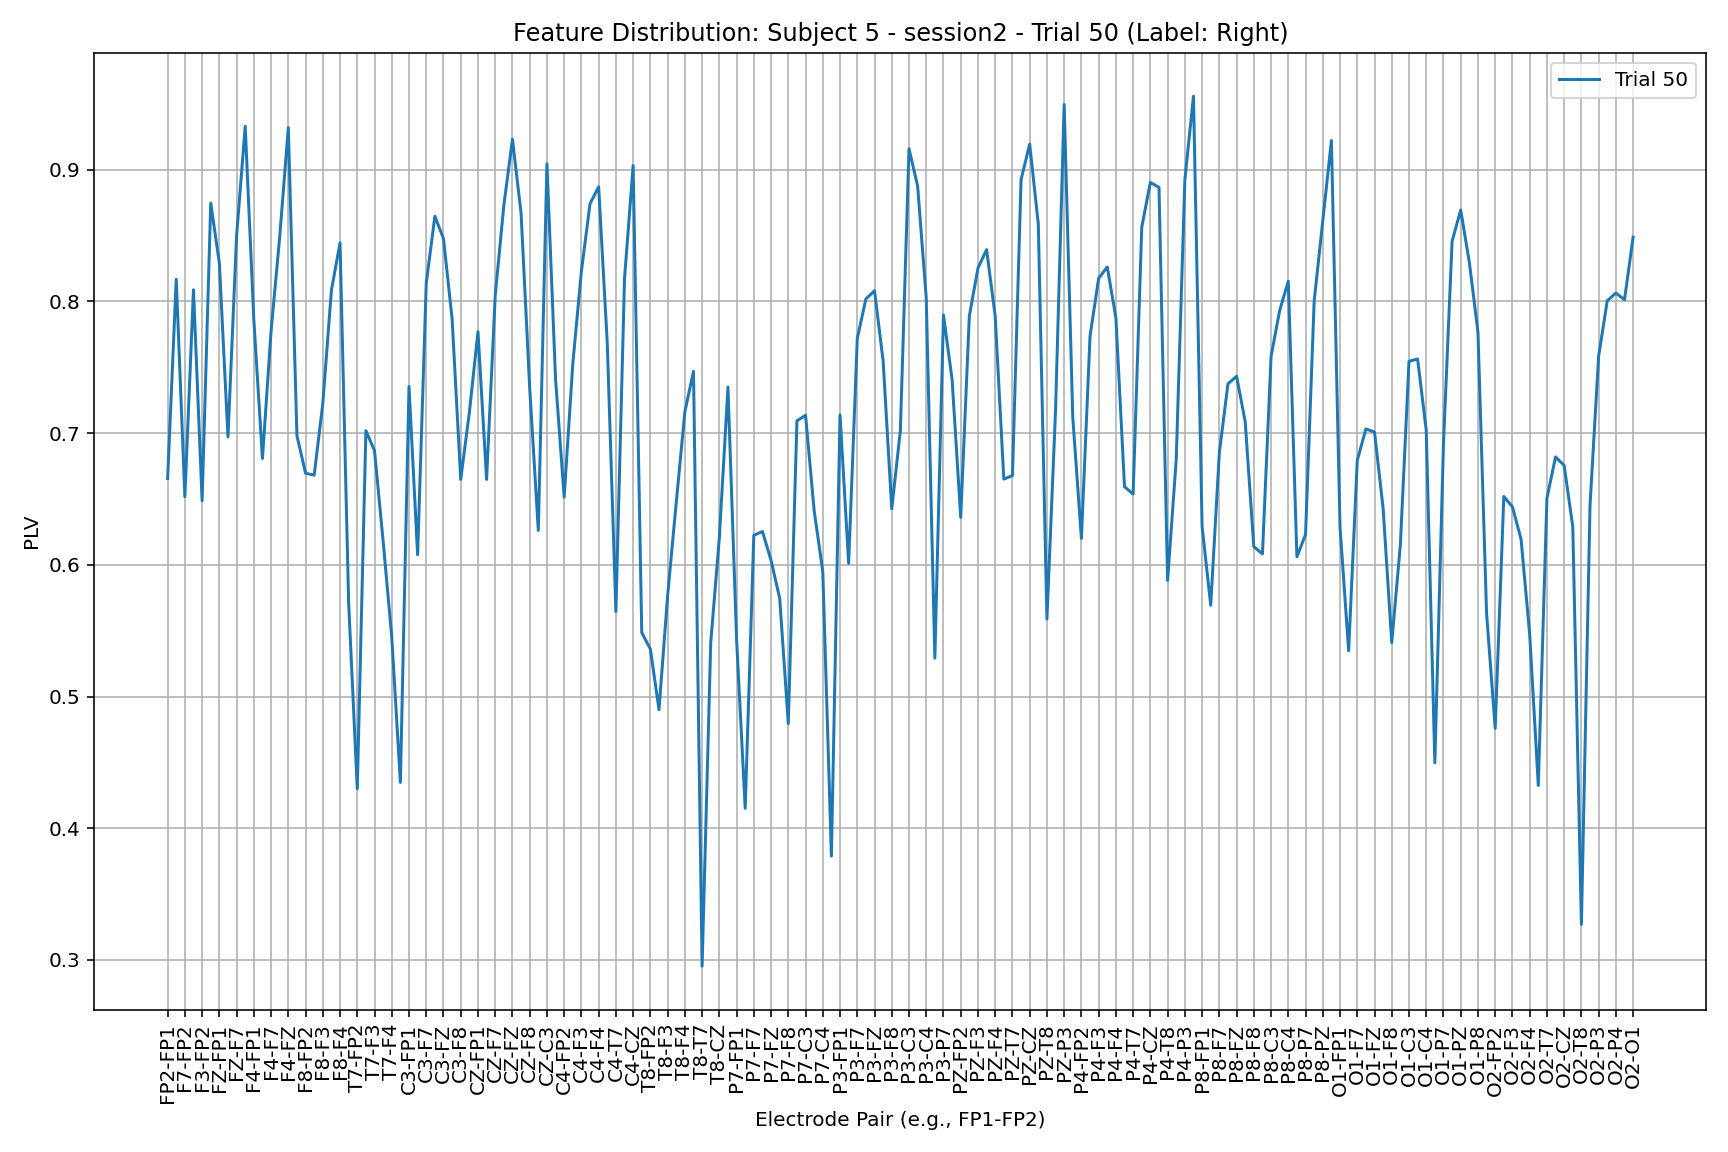 Feature Distribution: Subject 5 - session2 - Trial 50 (Label: Right)
Trial 50
PLV
0.9
0.8
0.7
0.6
0.5
0.4
0.3
FP2-FP1
F7-FP2
F3-FP2
FZ-FP1
FZ-F7
F4-FP1
F4-F7
F4-FZ
F8-FP2
F8-F3
F8-F4
T7-FP2
T7-F3
T7-F4
C3-FP1
C3-F7
C3-FZ
C3-F8
CZ-FP1
CZ-F7
CZ-FZ
CZ-F8
CZ-C3
C4-FP2
C4-F3
C4-F4
C4-T7
C4-CZ
T8-FP2
T8-F3
T8-F4
T8-T7
T8-CZ
P7-FP1
P7-F7
P7-FZ
P7-F8
P7-C3
P7-C4
P3-FP1
P3-F7
P3-FZ
P3-F8
P3-C3
P3-C4
P3-P7
PZ-FP2
PZ-F3
PZ-F4
PZ-T7
PZ-CZ
PZ-T8
PZ-P3
P4-FP2
P4-F3
P4-F4
P4-T7
P4-CZ
P4-T8
P4-P3
P8-FP1
P8-F7
P8-FZ
P8-F8
P8-C3
P8-C4
P8-P7
P8-PZ
O1-FP1
O1-F7
O1-FZ
O1-F8
O1-C3
O1-C4
O1-P7
O1-PZ
O1-P8
O2-FP2
O2-F3
O2-F4
O2-T7
O2-CZ
O2-T8
O2-P3
O2-P4
O2-O1
Electrode Pair (e.g., FP1-FP2)